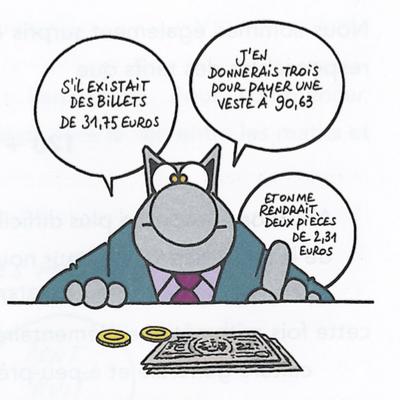 S'IL EXISTAIT
DES BILLETS
DE 31,75 EUROS
J'EN
DONNERAIS TROIS
POUR PAYER UNE
VESTE À 90,63
ET ON ME
RENDRAIT
DEUX PIÈCES
DE 2,31
EUROS